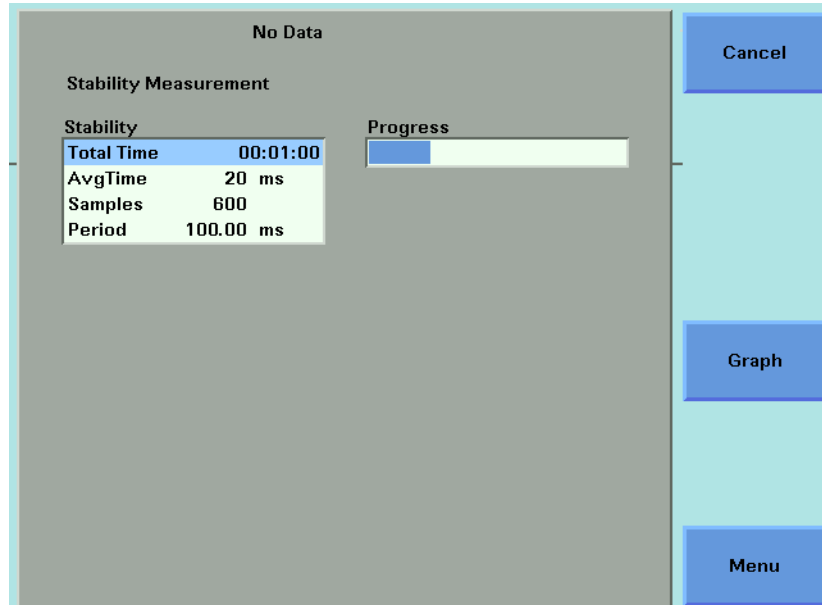 No Data
Cancel
Stability Measurement
Stability
Total Time 00:01:00
AvgTime 20 ms
Samples 600
Period 100.00 ms
Progress
Graph
Menu